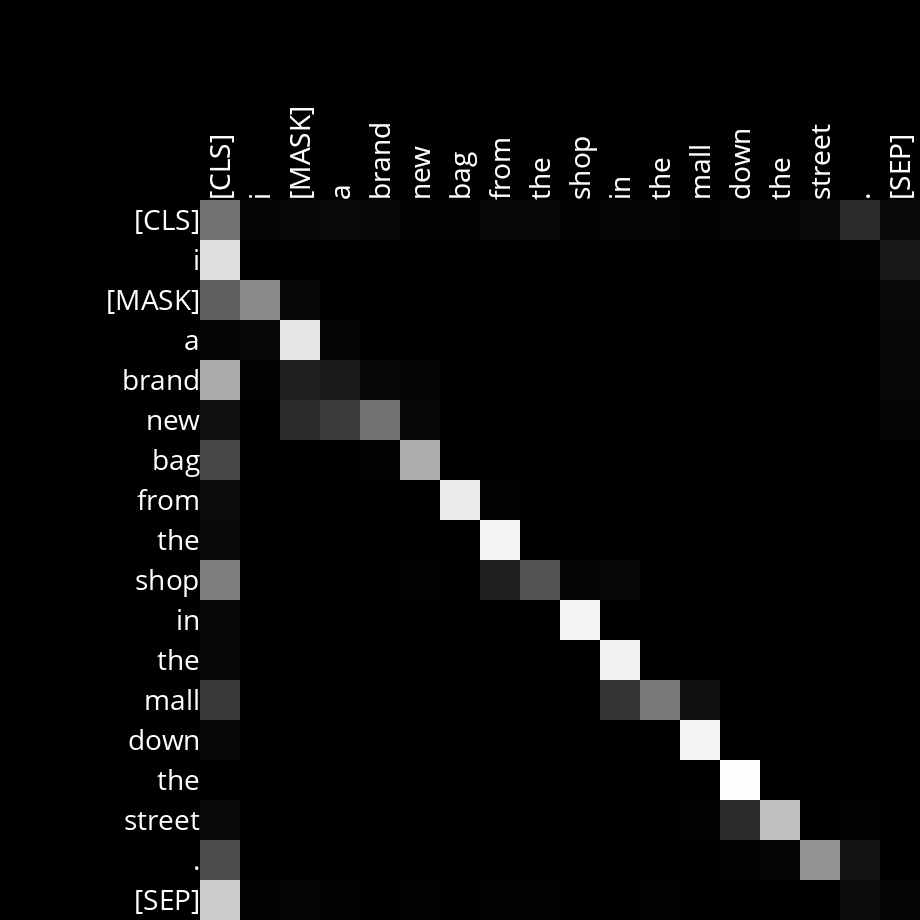 [CLS] i [MASK] a brand new bag from the shop in the mall down the street . [SEP]
[CLS]
i
[MASK]
a
brand
new
bag
from
the
shop
in
the
mall
down
the
street
.
[SEP]